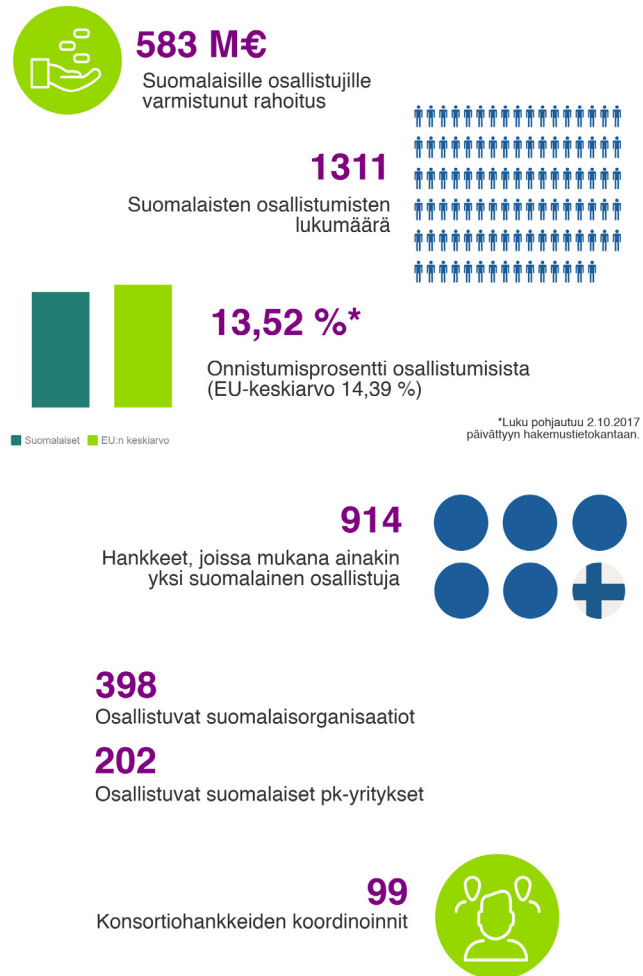 583 M€
Suomalaisille osallistujille
varmistunut rahoitus
1311
Suomalaisten osallistumisten
lukumäärä
13,52 %*
Onnistumisprosentti osallistumisista
(EU-keskiarvo 14,39 %)
Suomalaiset
EU:n keskiarvo
*Luku pohjautuu 2.10.2017
päivättyyn hakemustietokantaan.
914
Hankkeet, joissa mukana ainakin
yksi suomalainen osallistuja
398
Osallistuvat suomalaisorganisaatiot
202
Osallistuvat suomalaiset pk-yritykset
99
Konsortiohankkeiden koordinoinnit